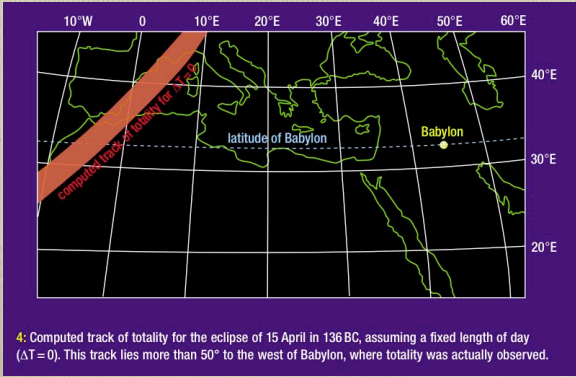 10°W 0 10°E 20°E 30°E 40°E 50°E 60°E
40°E
computed track of totality for ΔT = 0
latitude of Babylon
Babylon
30°E
20°E
4: Computed track of totality for the eclipse of 15 April in 136 BC, assuming a fixed length of day
(ΔT = 0). This track lies more than 50° to the west of Babylon, where totality was actually observed.